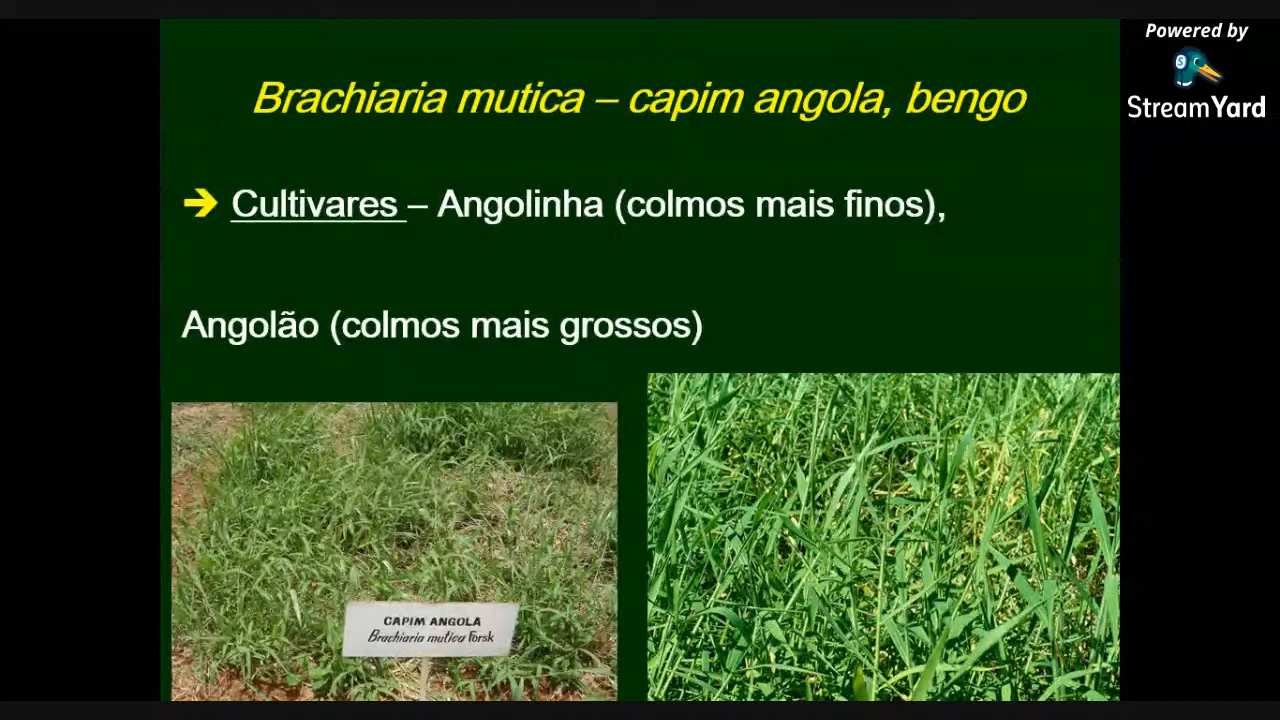 Powered by
StreamYard
Brachiaria mutica – capim angola, bengo
➔ Cultivares – Angolinha (colmos mais finos),
Angolão (colmos mais grossos)
CAPIM ANGOLA
Brachiaria mutica Forsk